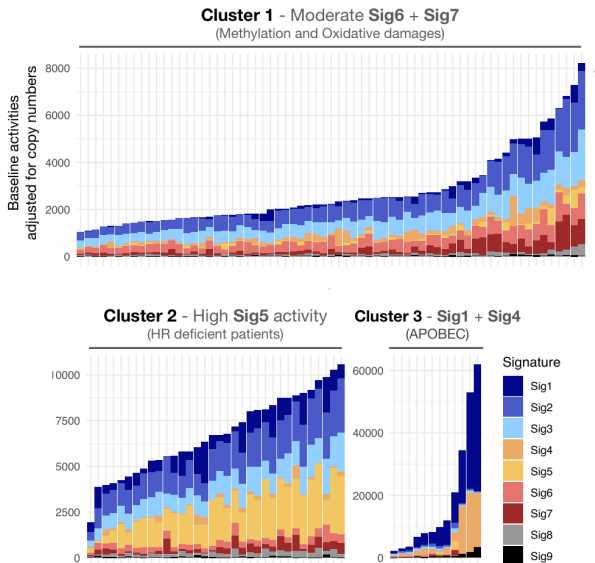 Cluster 1 - Moderate Sig6 + Sig7
(Methylation and Oxidative damages)
Baseline activities
adjusted for copy numbers
8000
6000
4000
2000
0
Cluster 2 - High Sig5 activity
(HR deficient patients)
10000
7500
5000
2500
0
Cluster 3 - Sig1 + Sig4
(APOBEC)
60000
40000
20000
0
Signature
Sig1
Sig2
Sig3
Sig4
Sig5
Sig6
Sig7
Sig8
Sig9